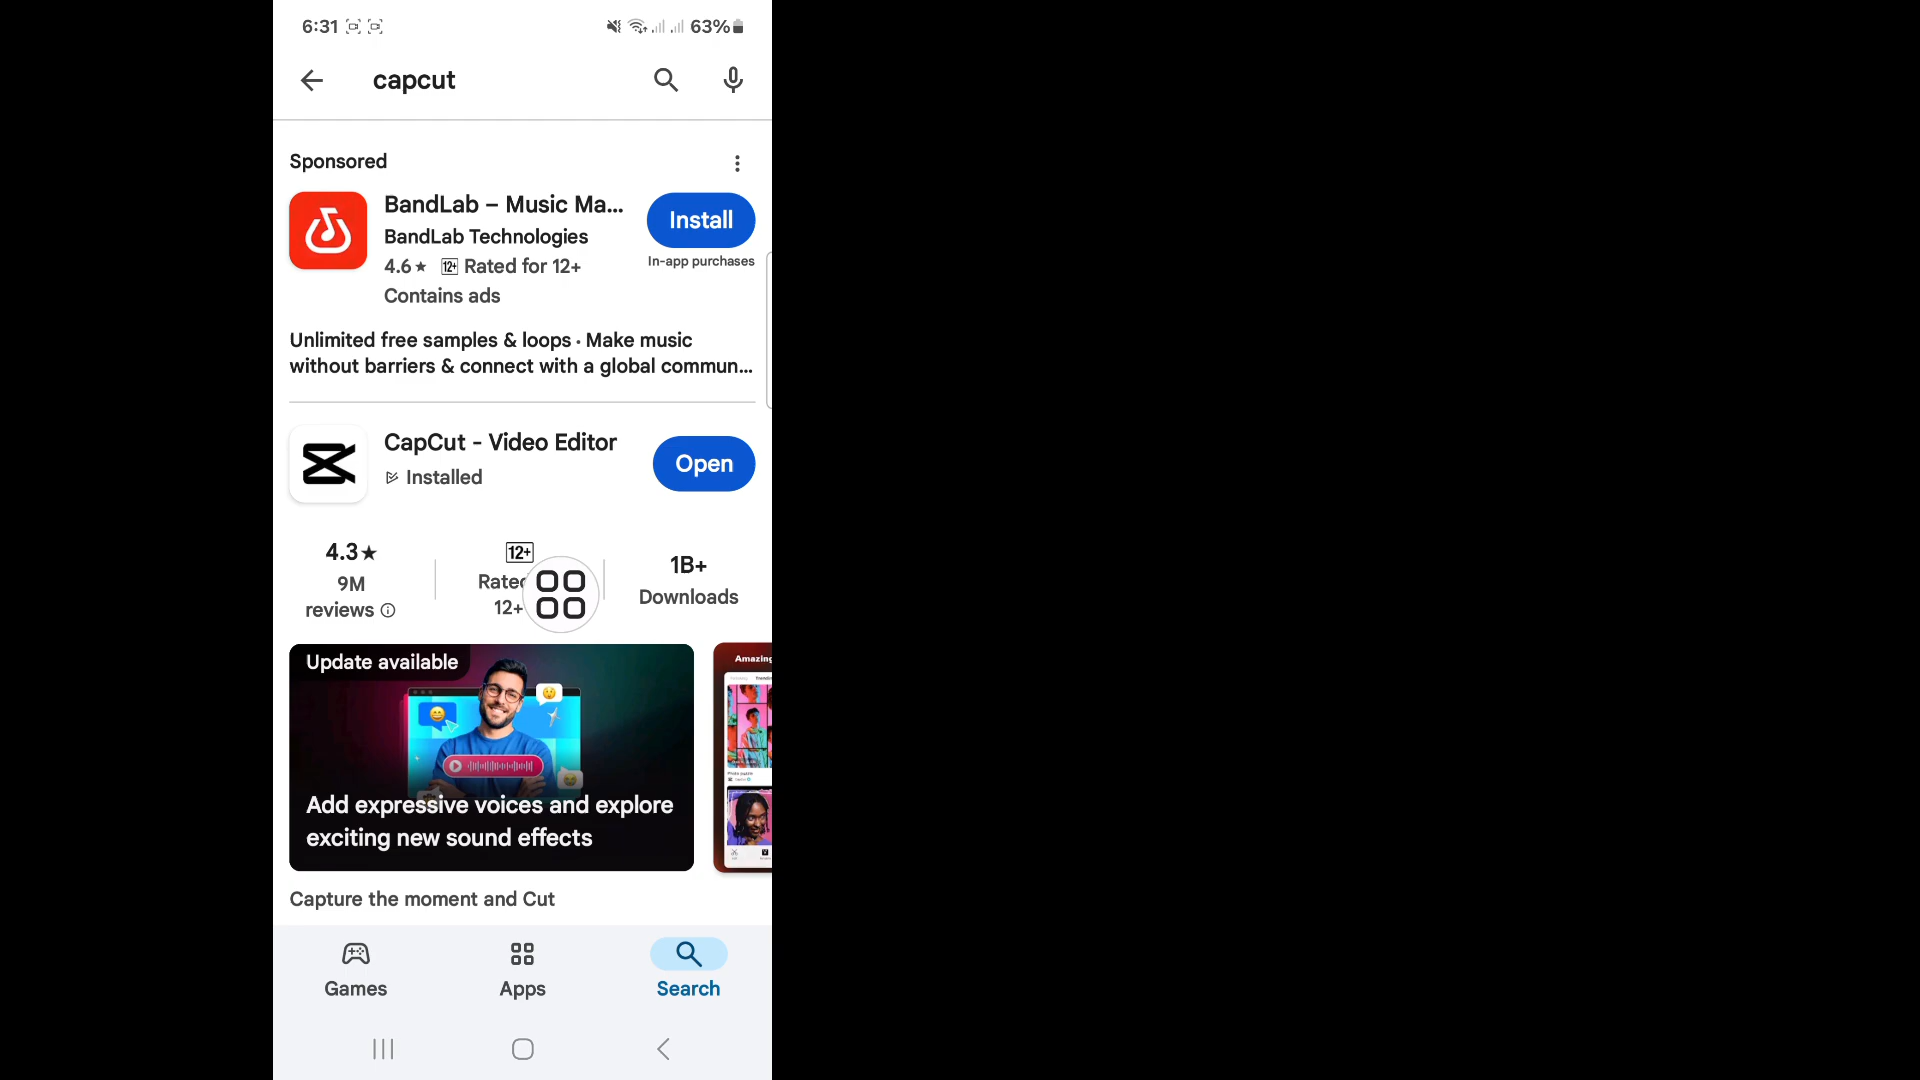 6:31
63%
capcut
Sponsored
BandLab – Music Ma...
Install
BandLab Technologies
In-app purchases
4.6★ 12+ Rated for 12+
Contains ads
Unlimited free samples & loops · Make music
without barriers & connect with a global commun...
CapCut - Video Editor
Installed
Open
4.3★
9M
reviews
12+
12+
1B+
Downloads
Update available
Add expressive voices and explore
exciting new sound effects
Amazing
Capture the moment and Cut
Games
Apps
Search